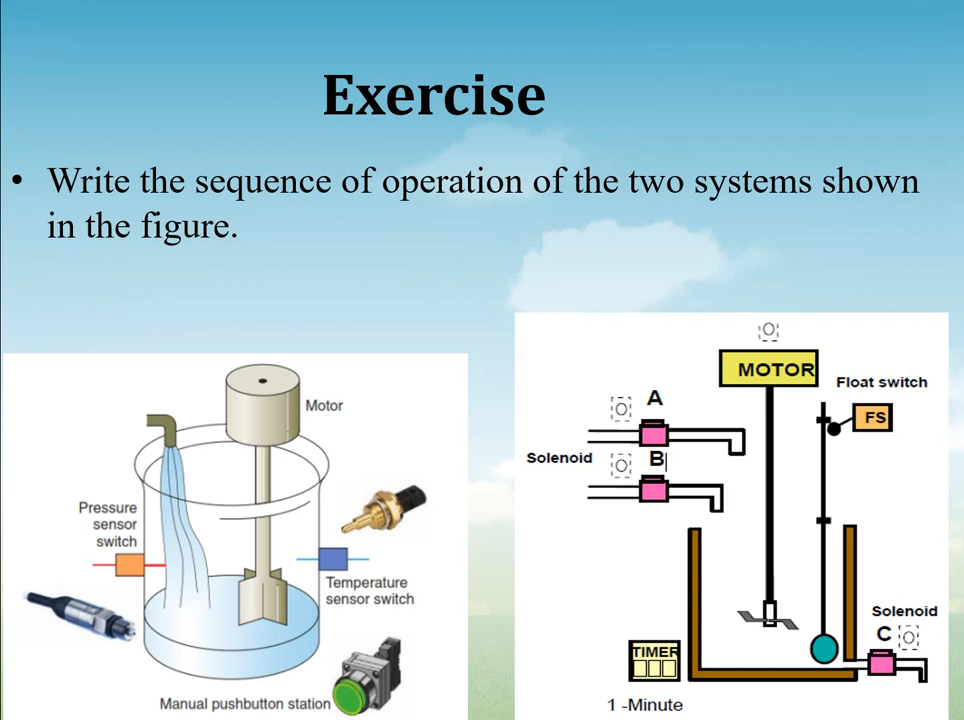 Exercise
• Write the sequence of operation of the two systems shown
in the figure.
Motor
Pressure
sensor
switch
Temperature
sensor switch
Manual pushbutton station
MOTOR
Float switch
FS
A
Solenoid
B
Solenoid
C
TIMER
1 -Minute